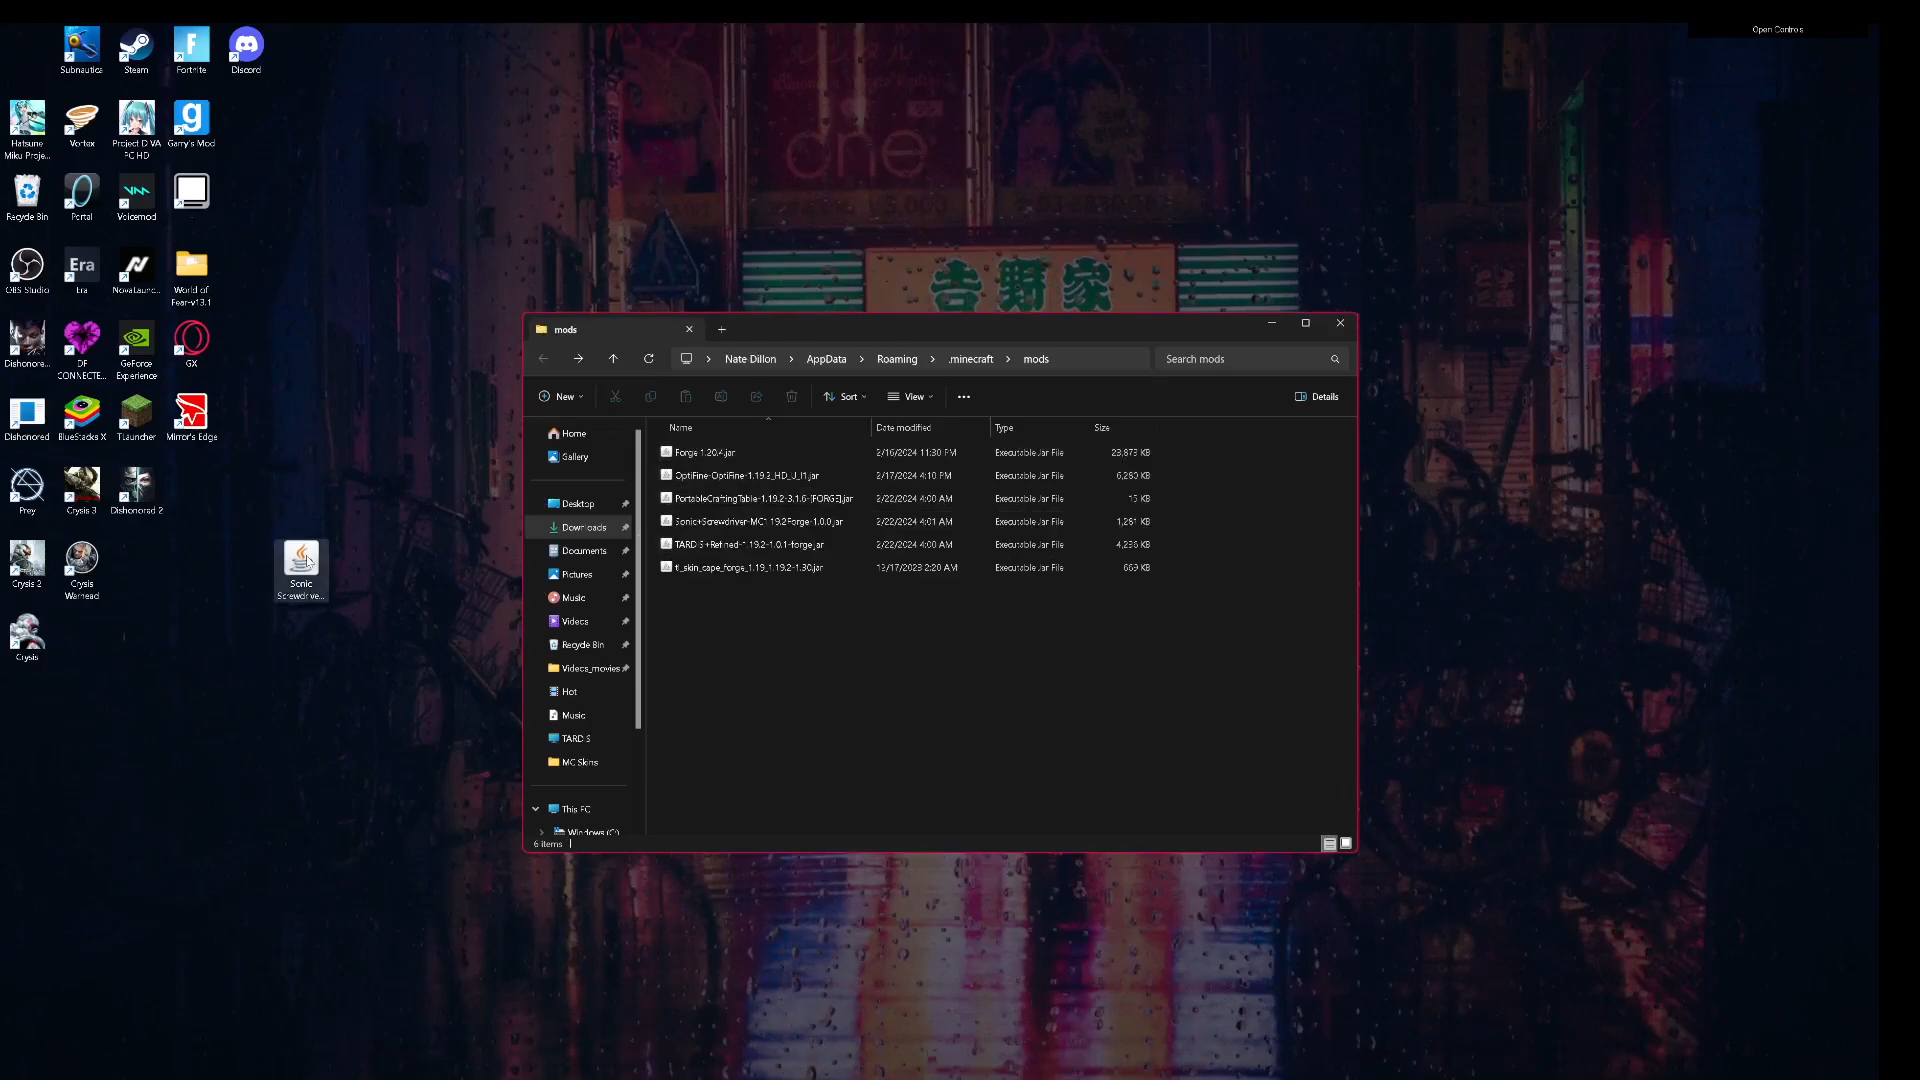 Open Controls
Subnautica
Steam
Fortnite
Discord
Hatsune
Miku Proje...
Vortex
Project DIVA
PC HD
Garry's Mod
Recycle Bin
Portal
Voicemod
OBS Studio
Era
Era
NovaLaunc...
World of
Fear-v13.1
Dishonore...
DF
CONNECTE...
GeForce
Experience
GX
Dishonored
BlueStacks X
TLauncher
Mirror's Edge
Prey
Crysis 3
Dishonored 2
Crysis 2
Crysis
Warhead
Sonic
Screwdrive...
Crysis
one
吉野家
mods
Nate Dillon
AppData
Roaming
.minecraft
mods
Search mods
New
Sort
View
Details
Name
Date modified
Type
Size
Forge 1.20.4.jar 2/16/2024 11:30 PM Executable Jar File 23,873 KB
OptiFine-OptiFine-1.19.2_HD_U_I1.jar 2/17/2024 4:10 PM Executable Jar File 6,280 KB
PortableCraftingTable-1.19.2-3.1.6-[FORGE].jar 2/22/2024 4:00 AM Executable Jar File 15 KB
Sonic+Screwdriver-MC1.19.2Forge-1.0.0.jar 2/22/2024 4:01 AM Executable Jar File 1,281 KB
TARDIS+Refined-1.19.2-1.0.1-forge.jar 2/22/2024 4:00 AM Executable Jar File 4,236 KB
tl_skin_cape_forge_1.19_1.19.2-1.30.jar 12/17/2023 2:20 AM Executable Jar File 669 KB
Home
Gallery
Desktop
Downloads
Documents
Pictures
Music
Videos
Recycle Bin
Videos_movies
Hot
Music
TARDIS
MC Skins
This PC
Windows (C:)
6 items